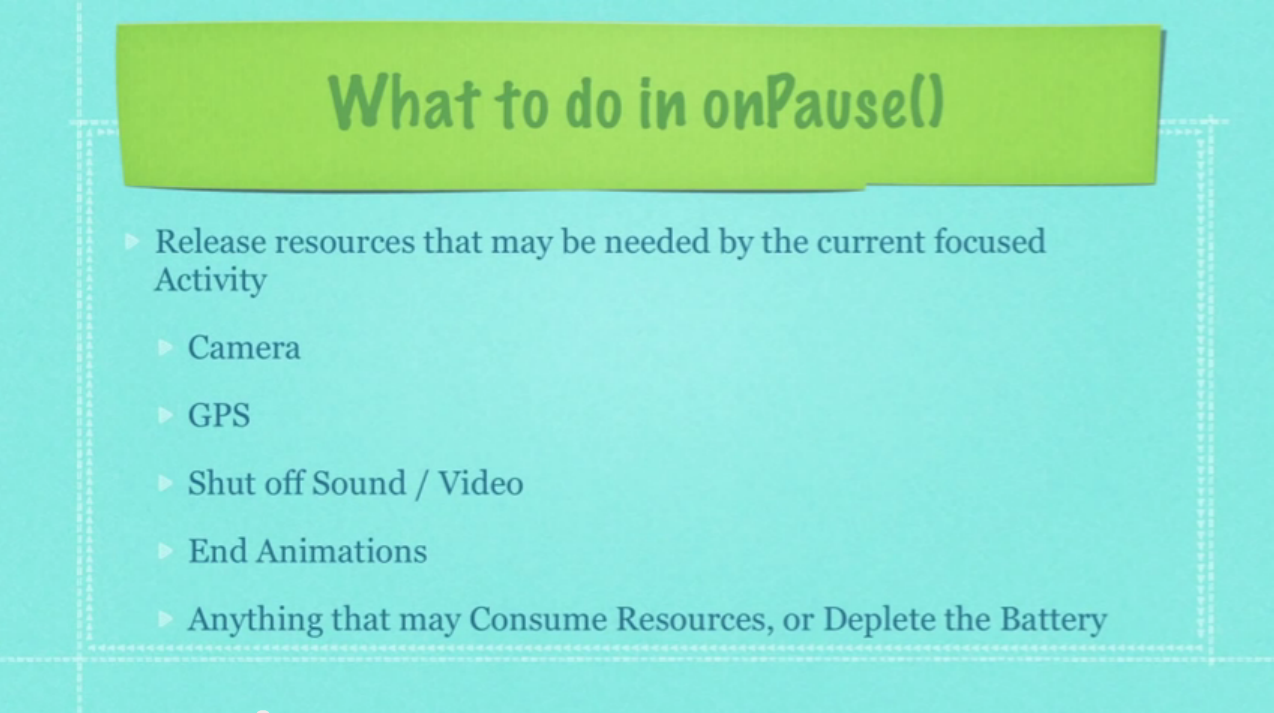 What to do in onPause()
Release resources that may be needed by the current focused
Activity
Camera
GPS
Shut off Sound / Video
End Animations
Anything that may Consume Resources, or Deplete the Battery